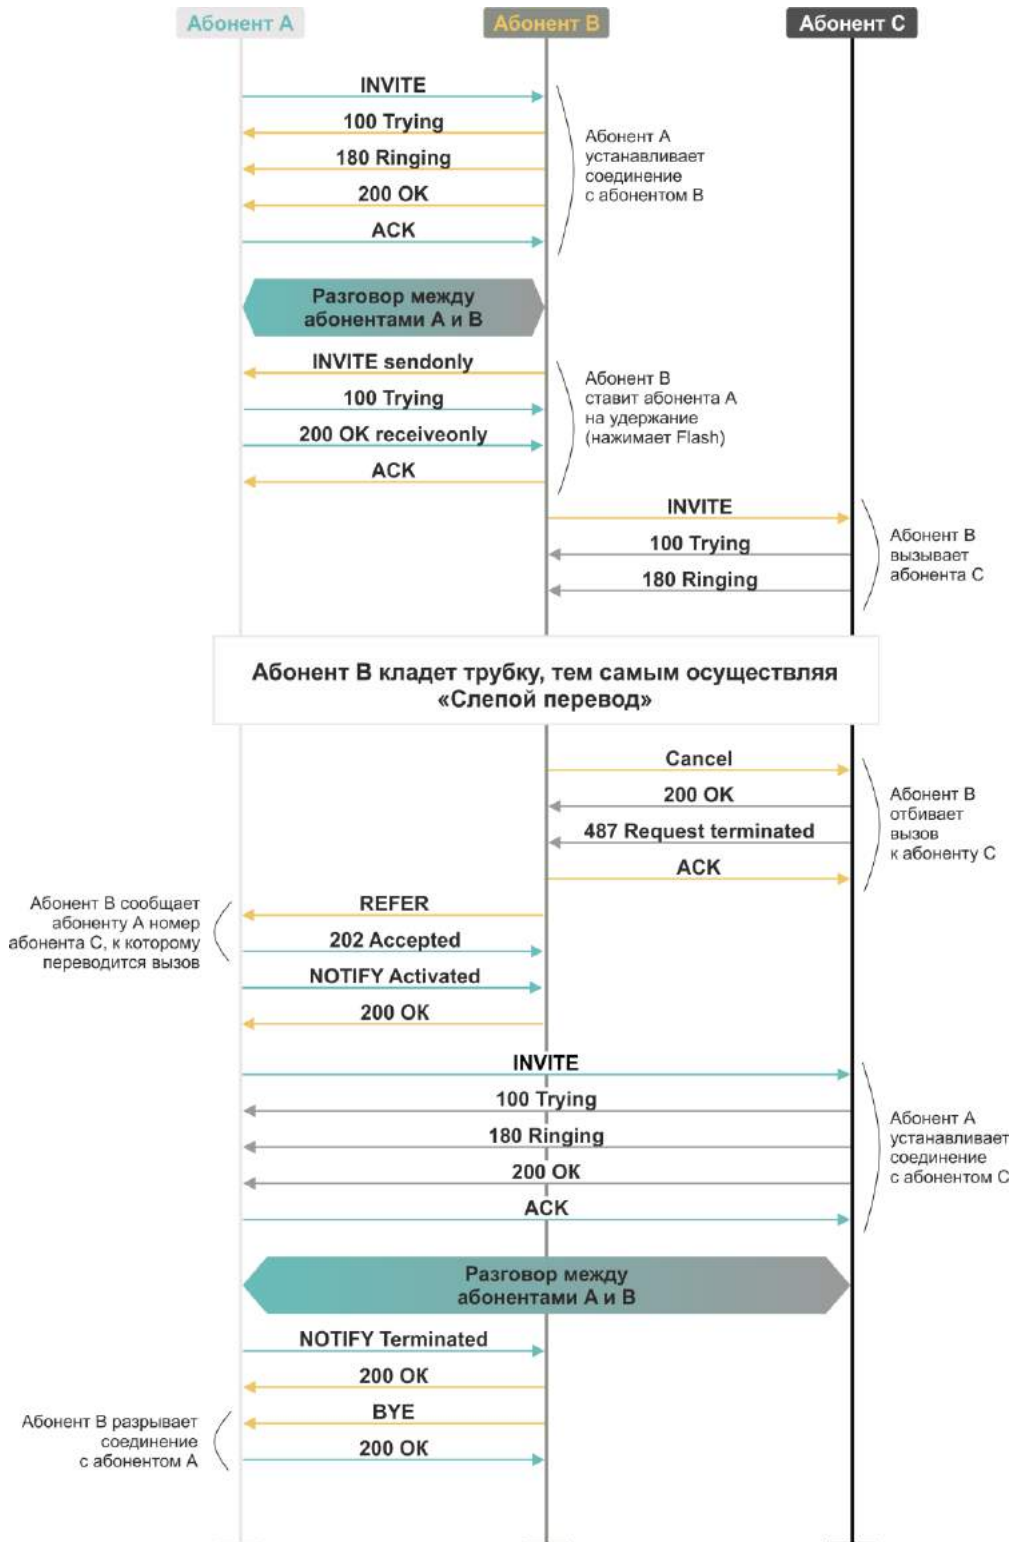 Абонент А
Абонент В
Абонент С
INVITE
100 Trying
180 Ringing
200 OK
ACK
Абонент А
устанавливает
соединение
с абонентом В
Разговор между
абонентами А и В
INVITE sendonly
100 Trying
200 OK receiveonly
ACK
Абонент В
ставит абонента А
на удержание
(нажимает Flash)
INVITE
100 Trying
180 Ringing
Абонент В
вызывает
абонента С
Абонент В кладет трубку, тем самым осуществляя
«Слепой перевод»
Cancel
200 OK
487 Request terminated
ACK
Абонент В
отбивает
вызов
к абоненту С
Абонент В сообщает
абоненту А номер
абонента С, к которому
переводится вызов
REFER
202 Accepted
NOTIFY Activated
200 OK
INVITE
100 Trying
180 Ringing
200 OK
ACK
Абонент А
устанавливает
соединение
с абонентом С
Разговор между
абонентами А и В
NOTIFY Terminated
200 OK
BYE
200 OK
Абонент В разрывает
соединение
с абонентом А